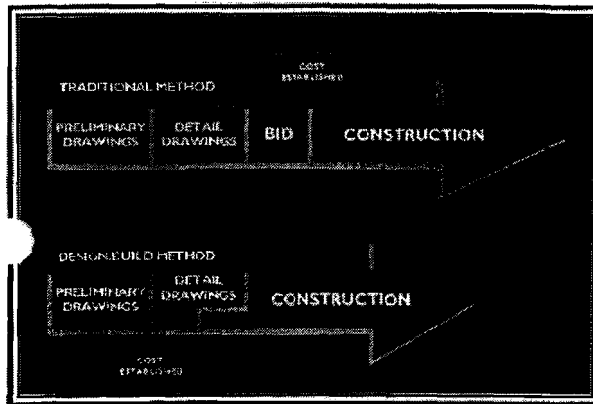 COST
ESTABLISHED
TRADITIONAL METHOD
PRELIMINARY
DRAWINGS
DETAIL
DRAWINGS
BID
CONSTRUCTION
DESIGN-BUILD METHOD
PRELIMINARY
DRAWINGS
DETAIL
DRAWINGS
CONSTRUCTION
COST
ESTABLISHED